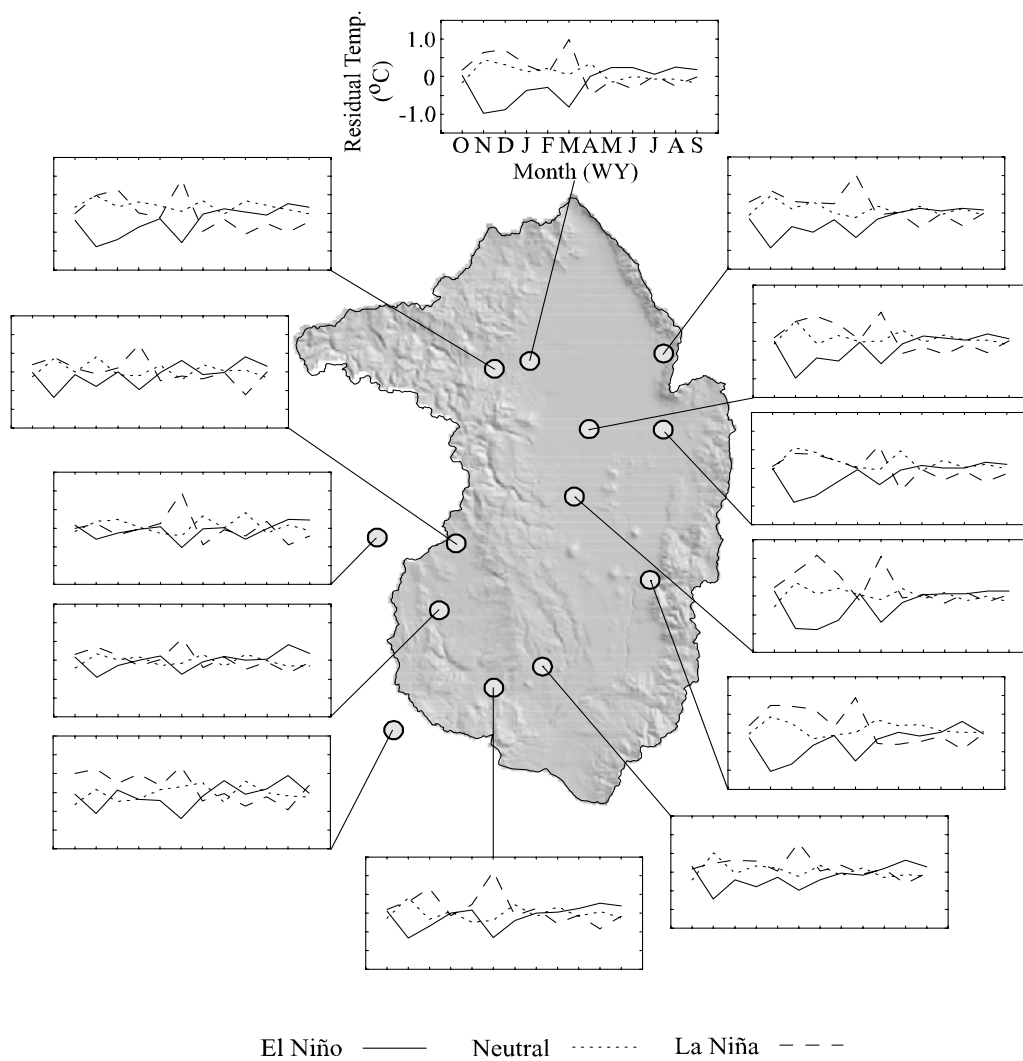 Residual Temp.
(°C)
1.0
0
-1.0
O N D J F M A M J J A S
Month (WY)
El Niño Neutral La Niña